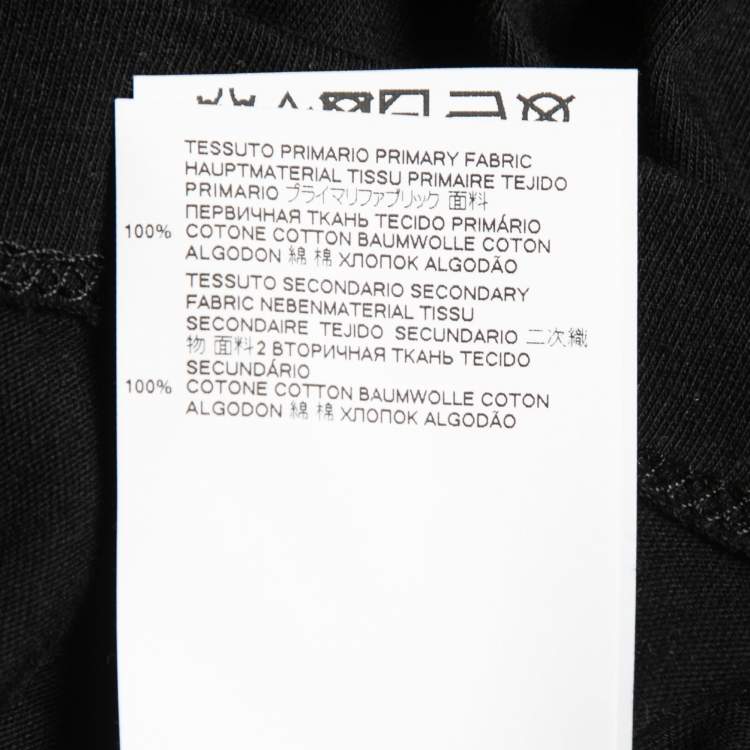 TESSUTO PRIMARIO PRIMARY FABRIC
HAUPTMATERIAL TISSU PRIMAIRE TEJIDO
PRIMARIO プライマリファブリック 面料
ПЕРВИЧНАЯ ТКАНЬ TECIDO PRIMÁRIO
100% COTONE COTTON BAUMWOLLE COTON
ALGODON 綿 棉 ХЛОПОК ALGODÃO
TESSUTO SECONDARIO SECONDARY
FABRIC NEBENMATERIAL TISSU
SECONDAIRE TEJIDO SECUNDARIO 二次織
物 面料2 ВТОРИЧНАЯ ТКАНЬ TECIDO
SECUNDÁRIO
100% COTONE COTTON BAUMWOLLE COTON
ALGODON 綿 棉 ХЛОПОК ALGODÃO